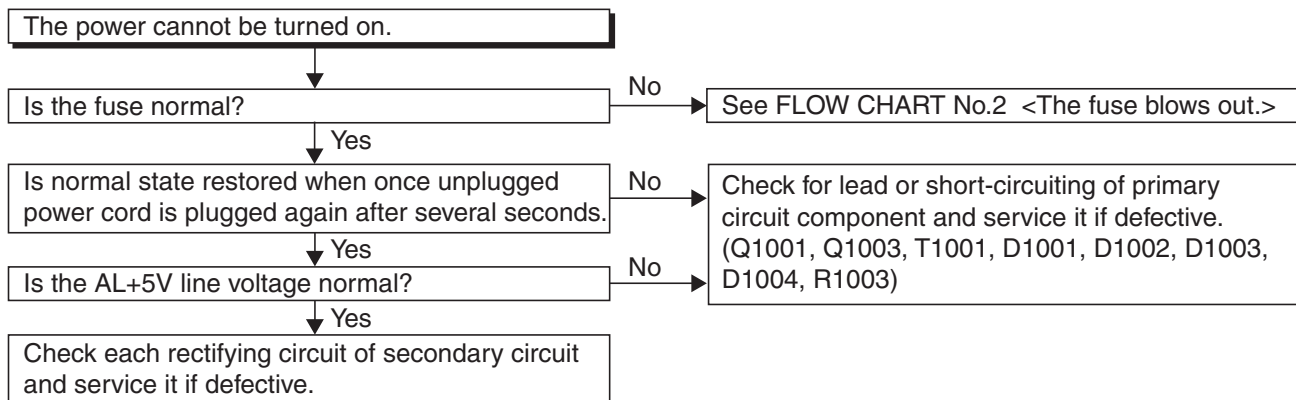 The power cannot be turned on.
Is the fuse normal?
No
See FLOW CHART No.2 <The fuse blows out.>
Yes
Is normal state restored when once unplugged
power cord is plugged again after several seconds.
No
Check for lead or short-circuiting of primary
circuit component and service it if defective.
(Q1001, Q1003, T1001, D1001, D1002, D1003,
D1004, R1003)
Yes
Is the AL+5V line voltage normal?
No
Yes
Check each rectifying circuit of secondary circuit
and service it if defective.